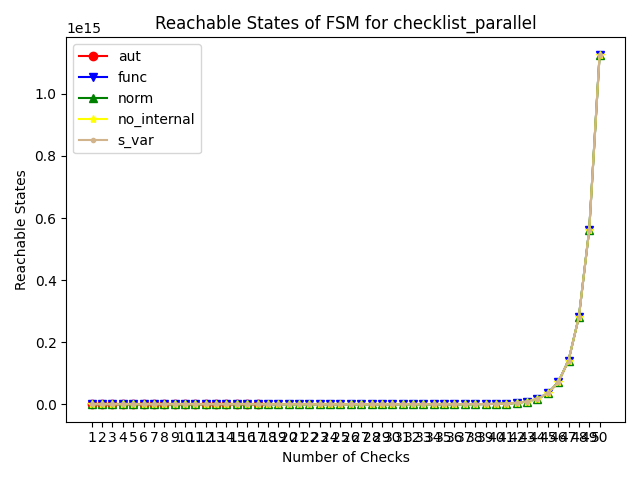 Reachable States of FSM for checklist_parallel
1e15
aut
func
norm
no_internal
s_var
1.0
0.8
0.6
0.4
0.2
0.0
Reachable States
1 2 3 4 5 6 7 8 9 10 11 12 13 14 15 16 17 18 19 20 21 22 23 24 25 26 27 28 29 30 31 32 33 34 35 36 37 38 39 40 41 42 43 44 45 46 47 48 49 50
Number of Checks